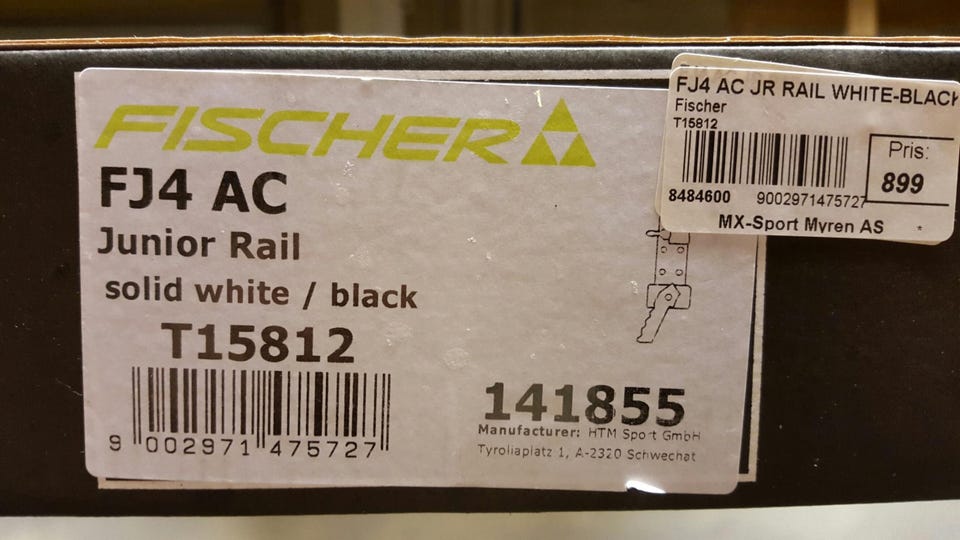 FISCHER
FJ4 AC
Junior Rail
solid white / black
T15812
9 002971 475727
141855
Manufacturer: HTM Sport GmbH
Tyroliaplatz 1, A-2320 Schwechat
FJ4 AC JR RAIL WHITE-BLACK
Fischer
T15812
Pris:
899
8484600 9002971475727
MX-Sport Myren AS *